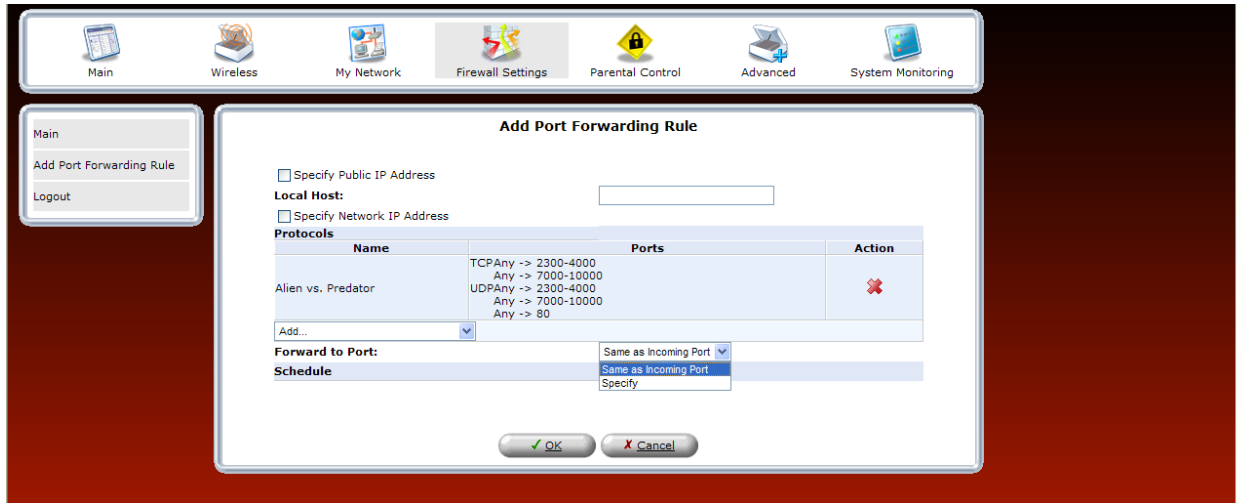 Main
Wireless
My Network
Firewall Settings
Parental Control
Advanced
System Monitoring
Main
Add Port Forwarding Rule
Logout
Add Port Forwarding Rule
Specify Public IP Address
Local Host:
Specify Network IP Address
Protocols
Name Ports Action
Alien vs. Predator
TCPAny -> 2300-4000
Any -> 7000-10000
UDPAny -> 2300-4000
Any -> 7000-10000
Any -> 80
Add...
Forward to Port: Same as Incoming Port
Same as Incoming Port
Specify
Schedule
OK Cancel